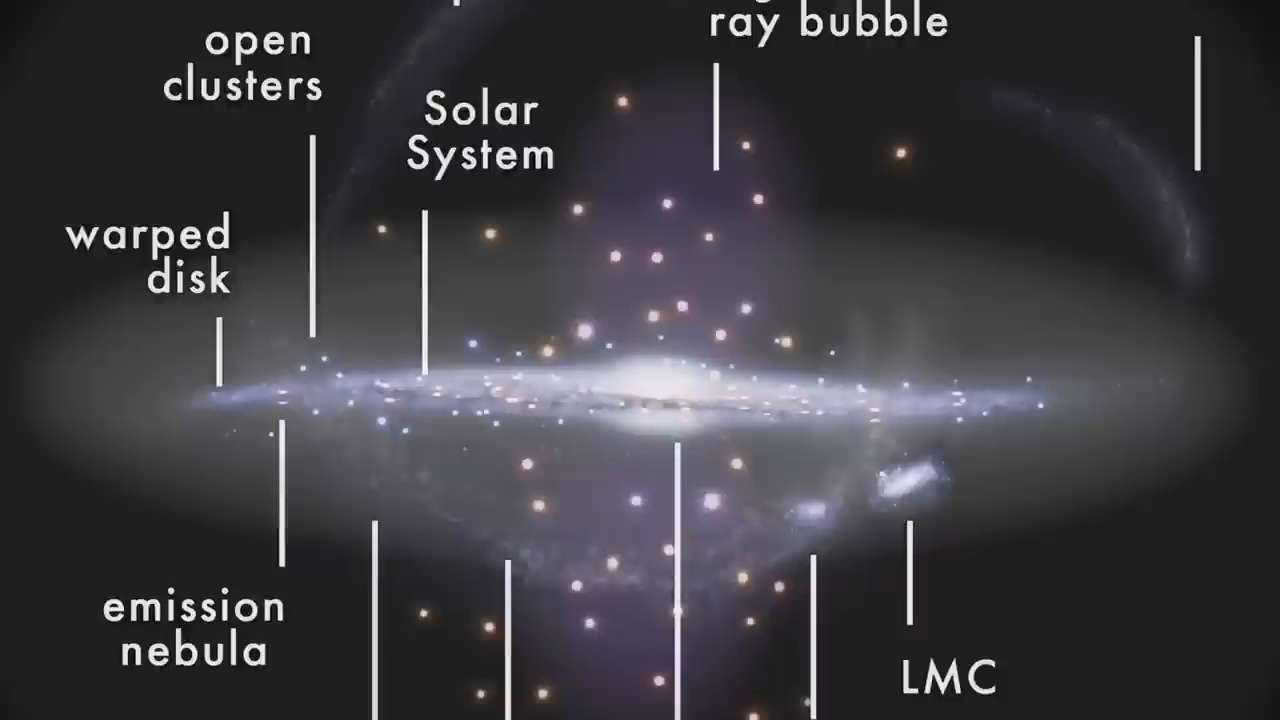 ray bubble
open
clusters
Solar
System
warped
disk
emission
nebula
LMC